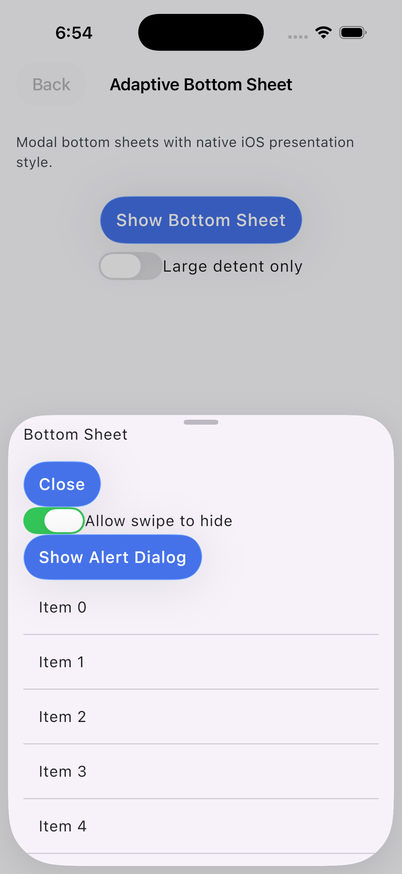 6:54
Back
Adaptive Bottom Sheet
Modal bottom sheets with native iOS presentation
style.
Show Bottom Sheet
Large detent only
Bottom Sheet
Close
Allow swipe to hide
Show Alert Dialog
Item 0
Item 1
Item 2
Item 3
Item 4